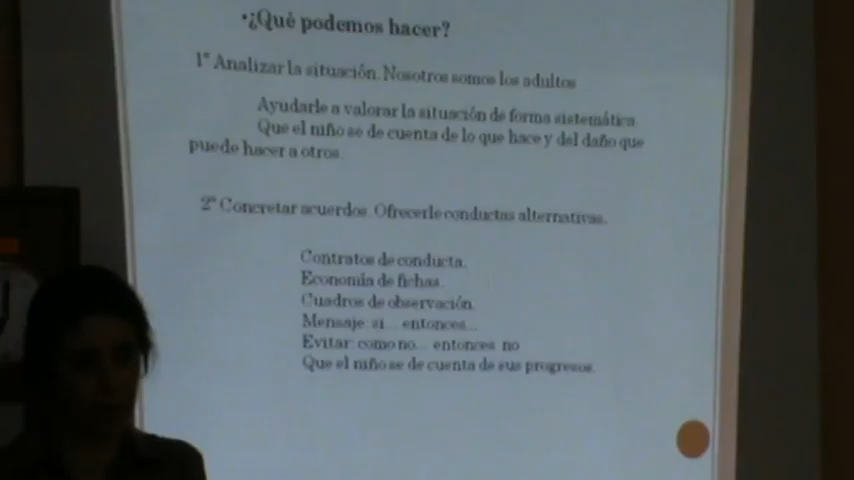 •¿Qué podemos hacer?
1º Analizar la situación. Nosotros somos los adultos
Ayudarle a valorar la situación de forma sistemática.
Que el niño se de cuenta de lo que hace y del daño que
puede hacer a otros.
2º Concretar acuerdos. Ofrecerle conductas alternativas.
Contratos de conducta.
Economía de fichas.
Cuadros de observación.
Mensaje: si... entonces...
Evitar: como no... entonces no
Que el niño se de cuenta de sus progresos.